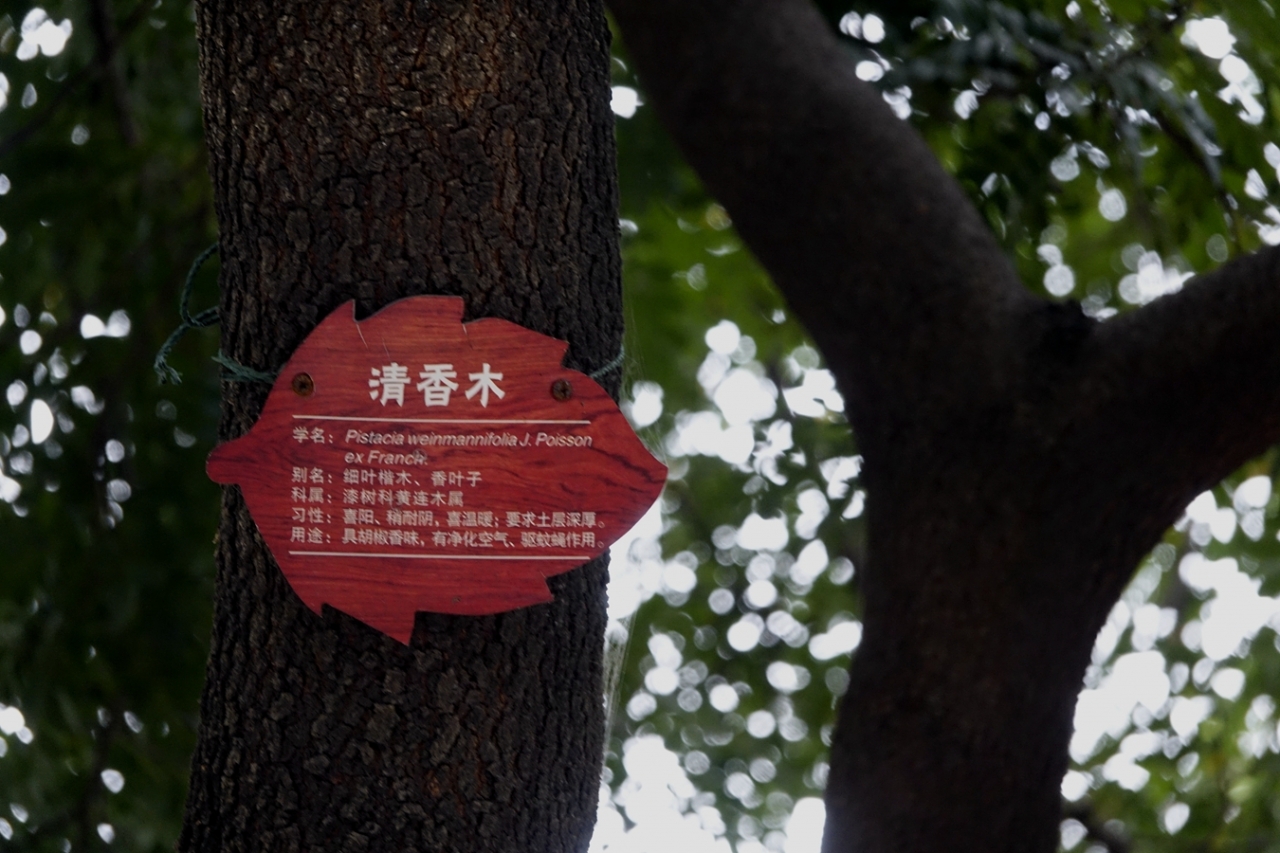 清香木
学名：Pistacia weinmannifolia J. Poisson
ex Franch.
别名：细叶楷木、香叶子
科属：漆树科黄连木属
习性：喜阳、稍耐阴，喜温暖；要求土层深厚。
用途：具胡椒香味，有净化空气、驱蚊蝇作用。